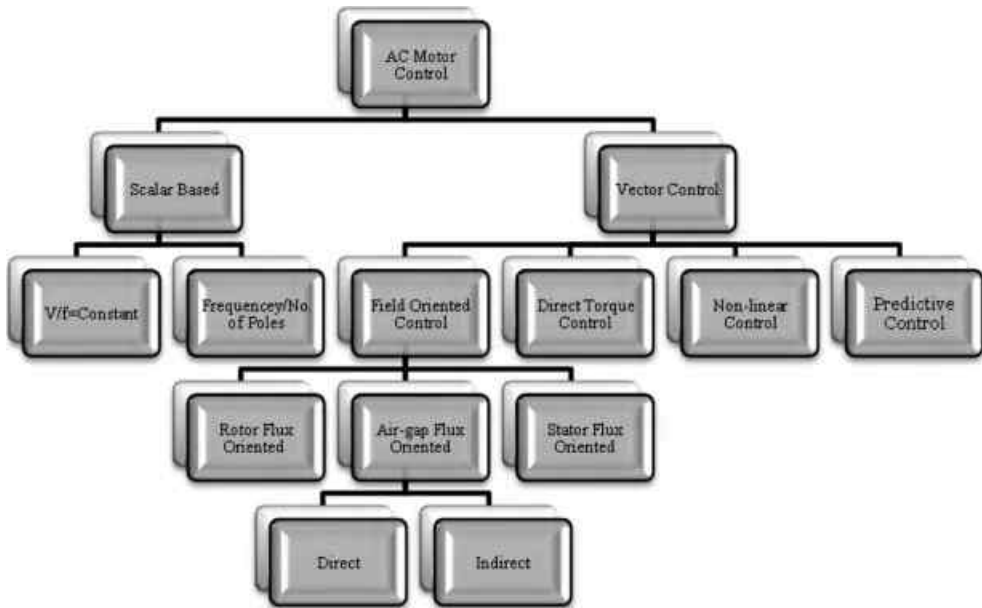 AC Motor
Control
Scalar Based
Vector Control
V/f=Constant
Frequencey/No.
of Poles
Field Oriented
Control
Direct Torque
Control
Non-linear
Control
Predictive
Control
Rotor Flux
Oriented
Air-gap Flux
Oriented
Stator Flux
Oriented
Direct
Indirect